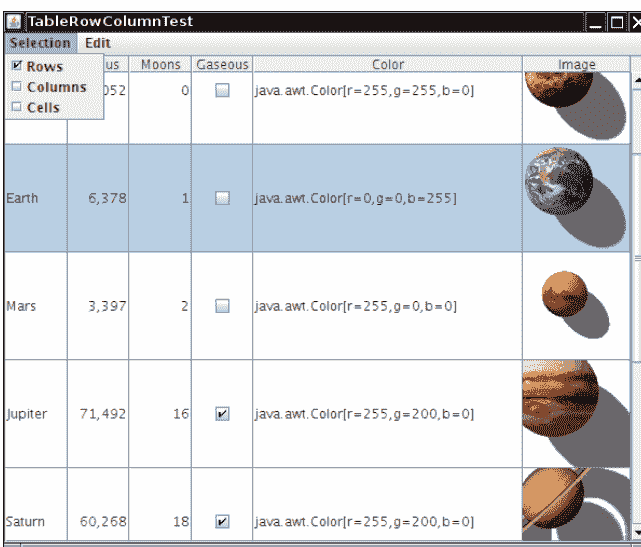 TableRowColumnTest
Selection Edit
Rows
Columns
Cells
us Moons Gaseous Color Image
052 0 java.awt.Color[r=255,g=255,b=0]
Earth 6,378 1 java.awt.Color[r=0,g=0,b=255]
Mars 3,397 2 java.awt.Color[r=255,g=0,b=0]
Jupiter 71,492 16 java.awt.Color[r=255,g=200,b=0]
Saturn 60,268 18 java.awt.Color[r=255,g=200,b=0]